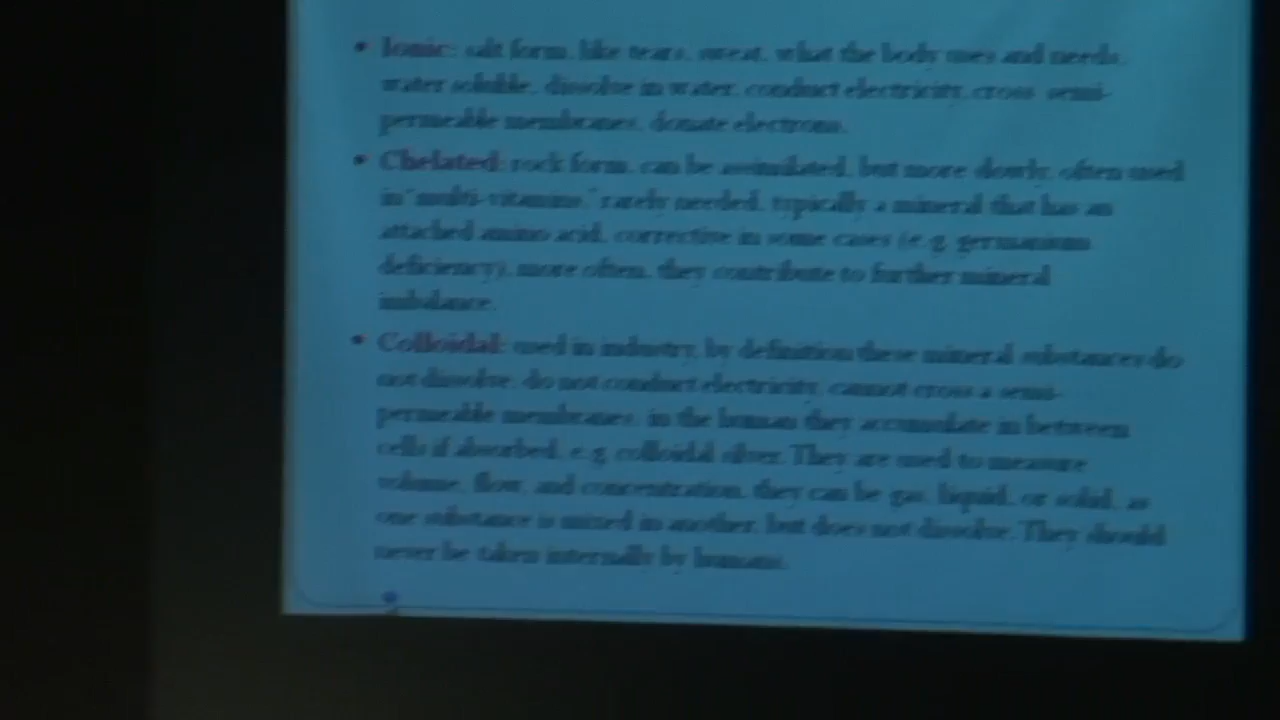 • Ionic: salt form, like tears, sweat, what the body uses and needs,
water soluble, dissolve in water, conduct electricity, cross semi-
permeable membranes, donate electrons.
• Chelated: rock form, can be assimilated, but more slowly, often used
in "multi-vitamins," rarely needed, typically a mineral that has an
attached amino acid, corrective in some cases (e.g. germanium
deficiency), more often, they contribute to further mineral
imbalance.
• Colloidal: used in industry, by definition these mineral substances do
not dissolve, do not conduct electricity, cannot cross a semi-
permeable membranes, in the human they accumulate in between
cells if absorbed, e.g. colloidal silver. They are used to measure
volume, flow, and concentration, they can be gas, liquid, or solid, as
one substance is mixed in another, but does not dissolve. They should
never be taken internally by humans.